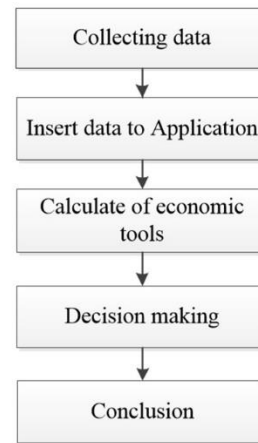 Collecting data
Insert data to Application
Calculate of economic
tools
Decision making
Conclusion